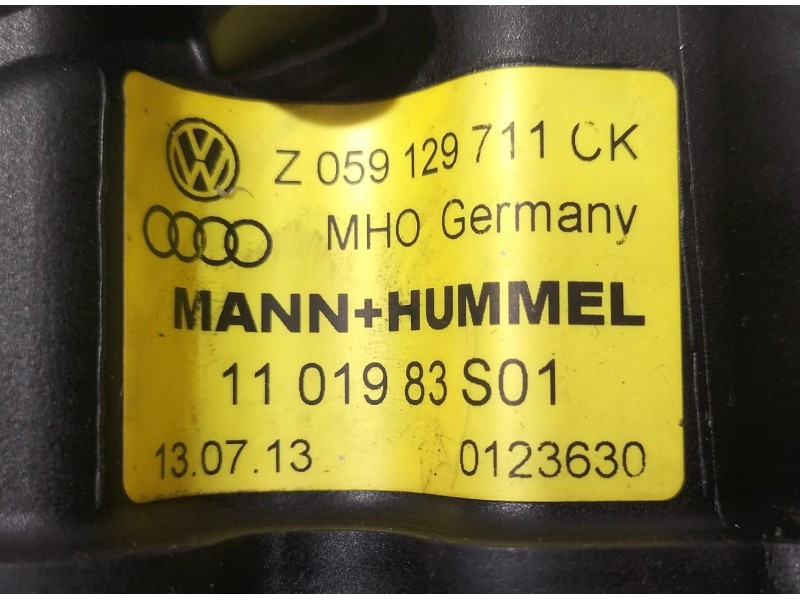 Z 059 129 711 CK
MHO Germany
MANN+HUMMEL
11 019 83 S01
13.07.13 0123630